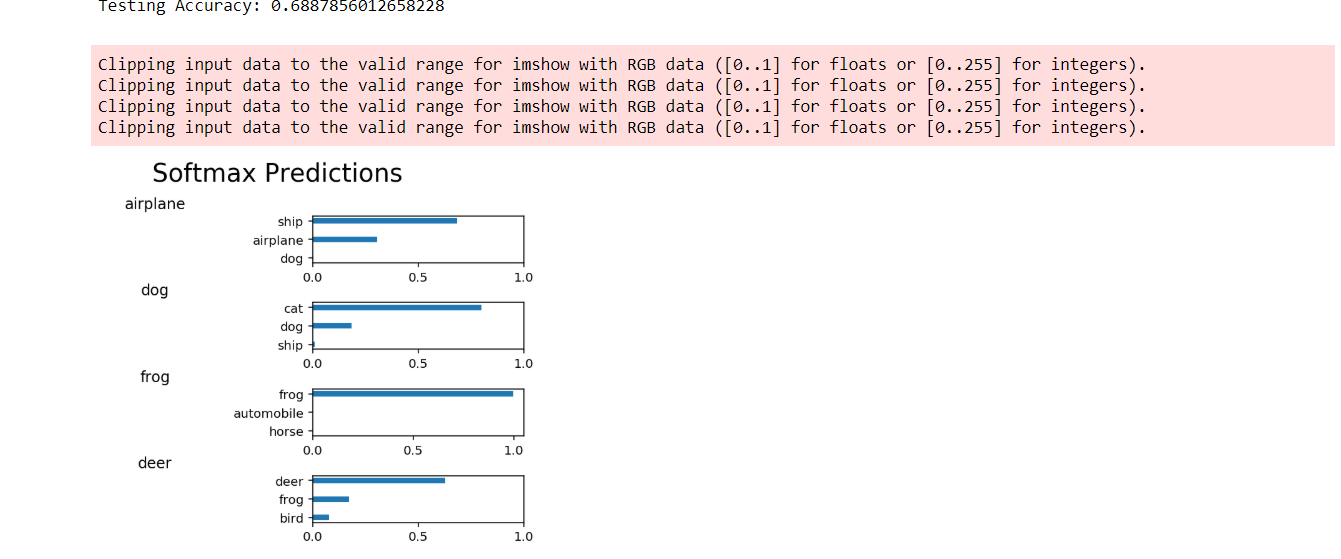 Testing Accuracy: 0.6887856012658228
Clipping input data to the valid range for imshow with RGB data ([0..1] for floats or [0..255] for integers).
Clipping input data to the valid range for imshow with RGB data ([0..1] for floats or [0..255] for integers).
Clipping input data to the valid range for imshow with RGB data ([0..1] for floats or [0..255] for integers).
Clipping input data to the valid range for imshow with RGB data ([0..1] for floats or [0..255] for integers).
Softmax Predictions
airplane
ship
airplane
dog
0.0 0.5 1.0
dog
cat
dog
ship
0.0 0.5 1.0
frog
frog
automobile
horse
0.0 0.5 1.0
deer
deer
frog
bird
0.0 0.5 1.0